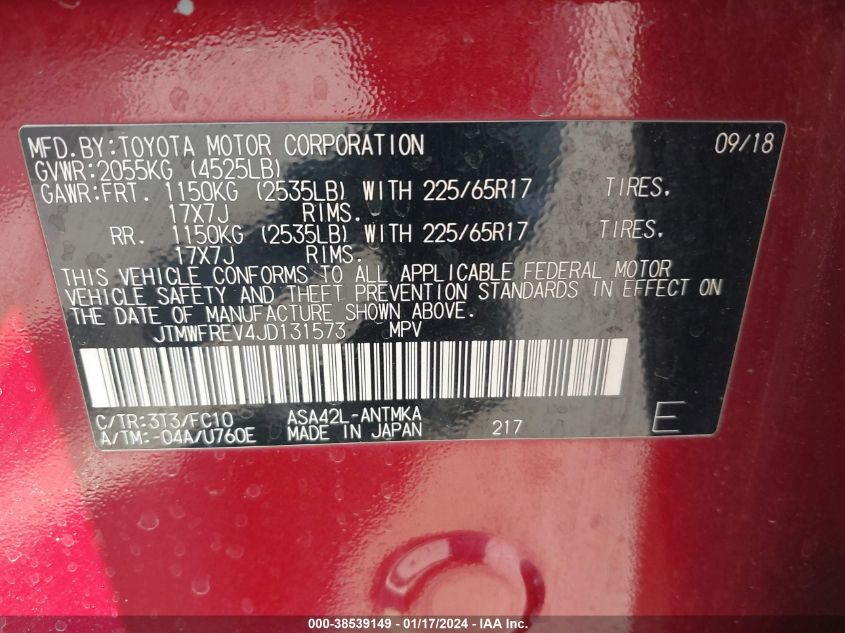 MFD.BY:TOYOTA MOTOR CORPORATION 09/18
GVWR:2055KG (4525LB)
GAWR:FRT. 1150KG (2535LB) WITH 225/65R17 TIRES.
17X7J RIMS.
RR. 1150KG (2535LB) WITH 225/65R17 TIRES.
17X7J RIMS.
THIS VEHICLE CONFORMS TO ALL APPLICABLE FEDERAL MOTOR
VEHICLE SAFETY AND THEFT PREVENTION STANDARDS IN EFFECT ON
THE DATE OF MANUFACTURE SHOWN ABOVE.
JTMWFREV4JD131573 MPV
C/TR:3T3/FC10 ASA42L-ANTMKA
A/TM:-04A/U760E MADE IN JAPAN 217 E
000-38539149 - 01/17/2024 - IAA Inc.